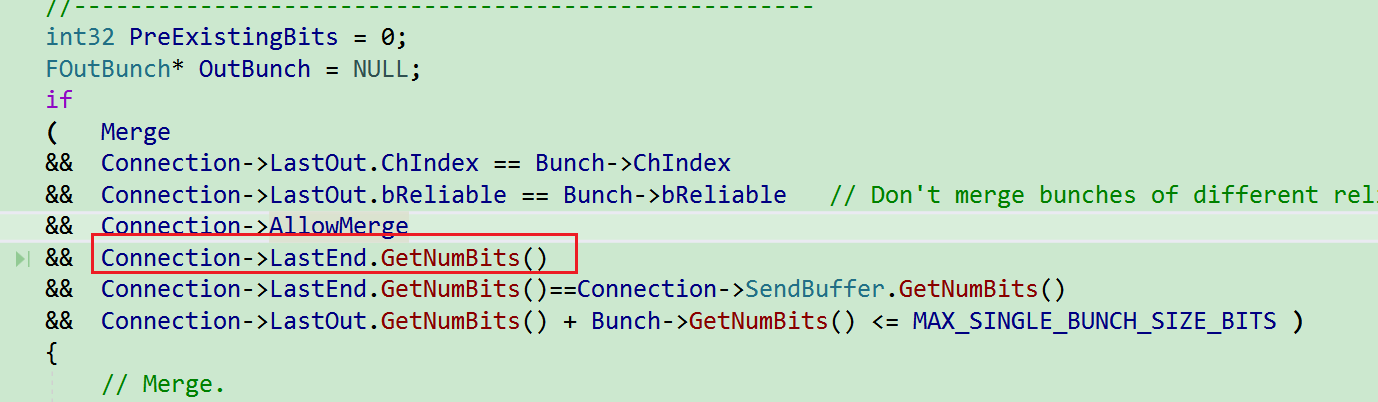 //-----------------------------------------------------
int32 PreExistingBits = 0;
FOutBunch* OutBunch = NULL;
if
( Merge
&& Connection->LastOut.ChIndex == Bunch->ChIndex
&& Connection->LastOut.bReliable == Bunch->bReliable // Don't merge bunches of different
&& Connection->AllowMerge
&& Connection->LastEnd.GetNumBits()
&& Connection->LastEnd.GetNumBits()==Connection->SendBuffer.GetNumBits()
&& Connection->LastOut.GetNumBits() + Bunch->GetNumBits() <= MAX_SINGLE_BUNCH_SIZE_BITS )
{
// Merge.